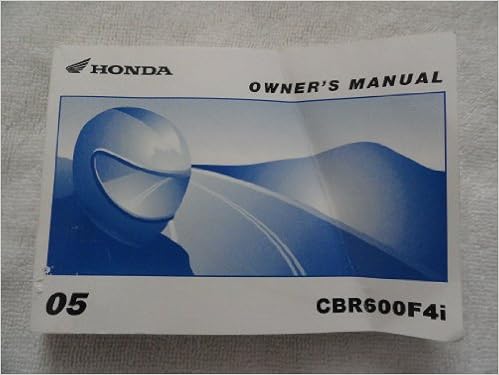 HONDA
OWNER'S MANUAL
05
CBR600F4i